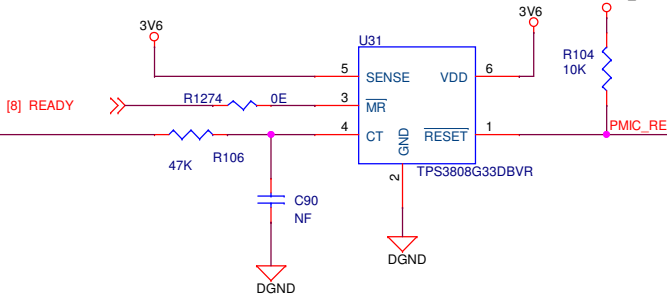 3V6
3V6
U31
R104
10K
5 SENSE VDD 6
[8] READY R1274 0E 3 MR
4 CT GND RESET 1 PMIC_RE
47K R106
2 TPS3808G33DBVR
C90
NF
DGND
DGND